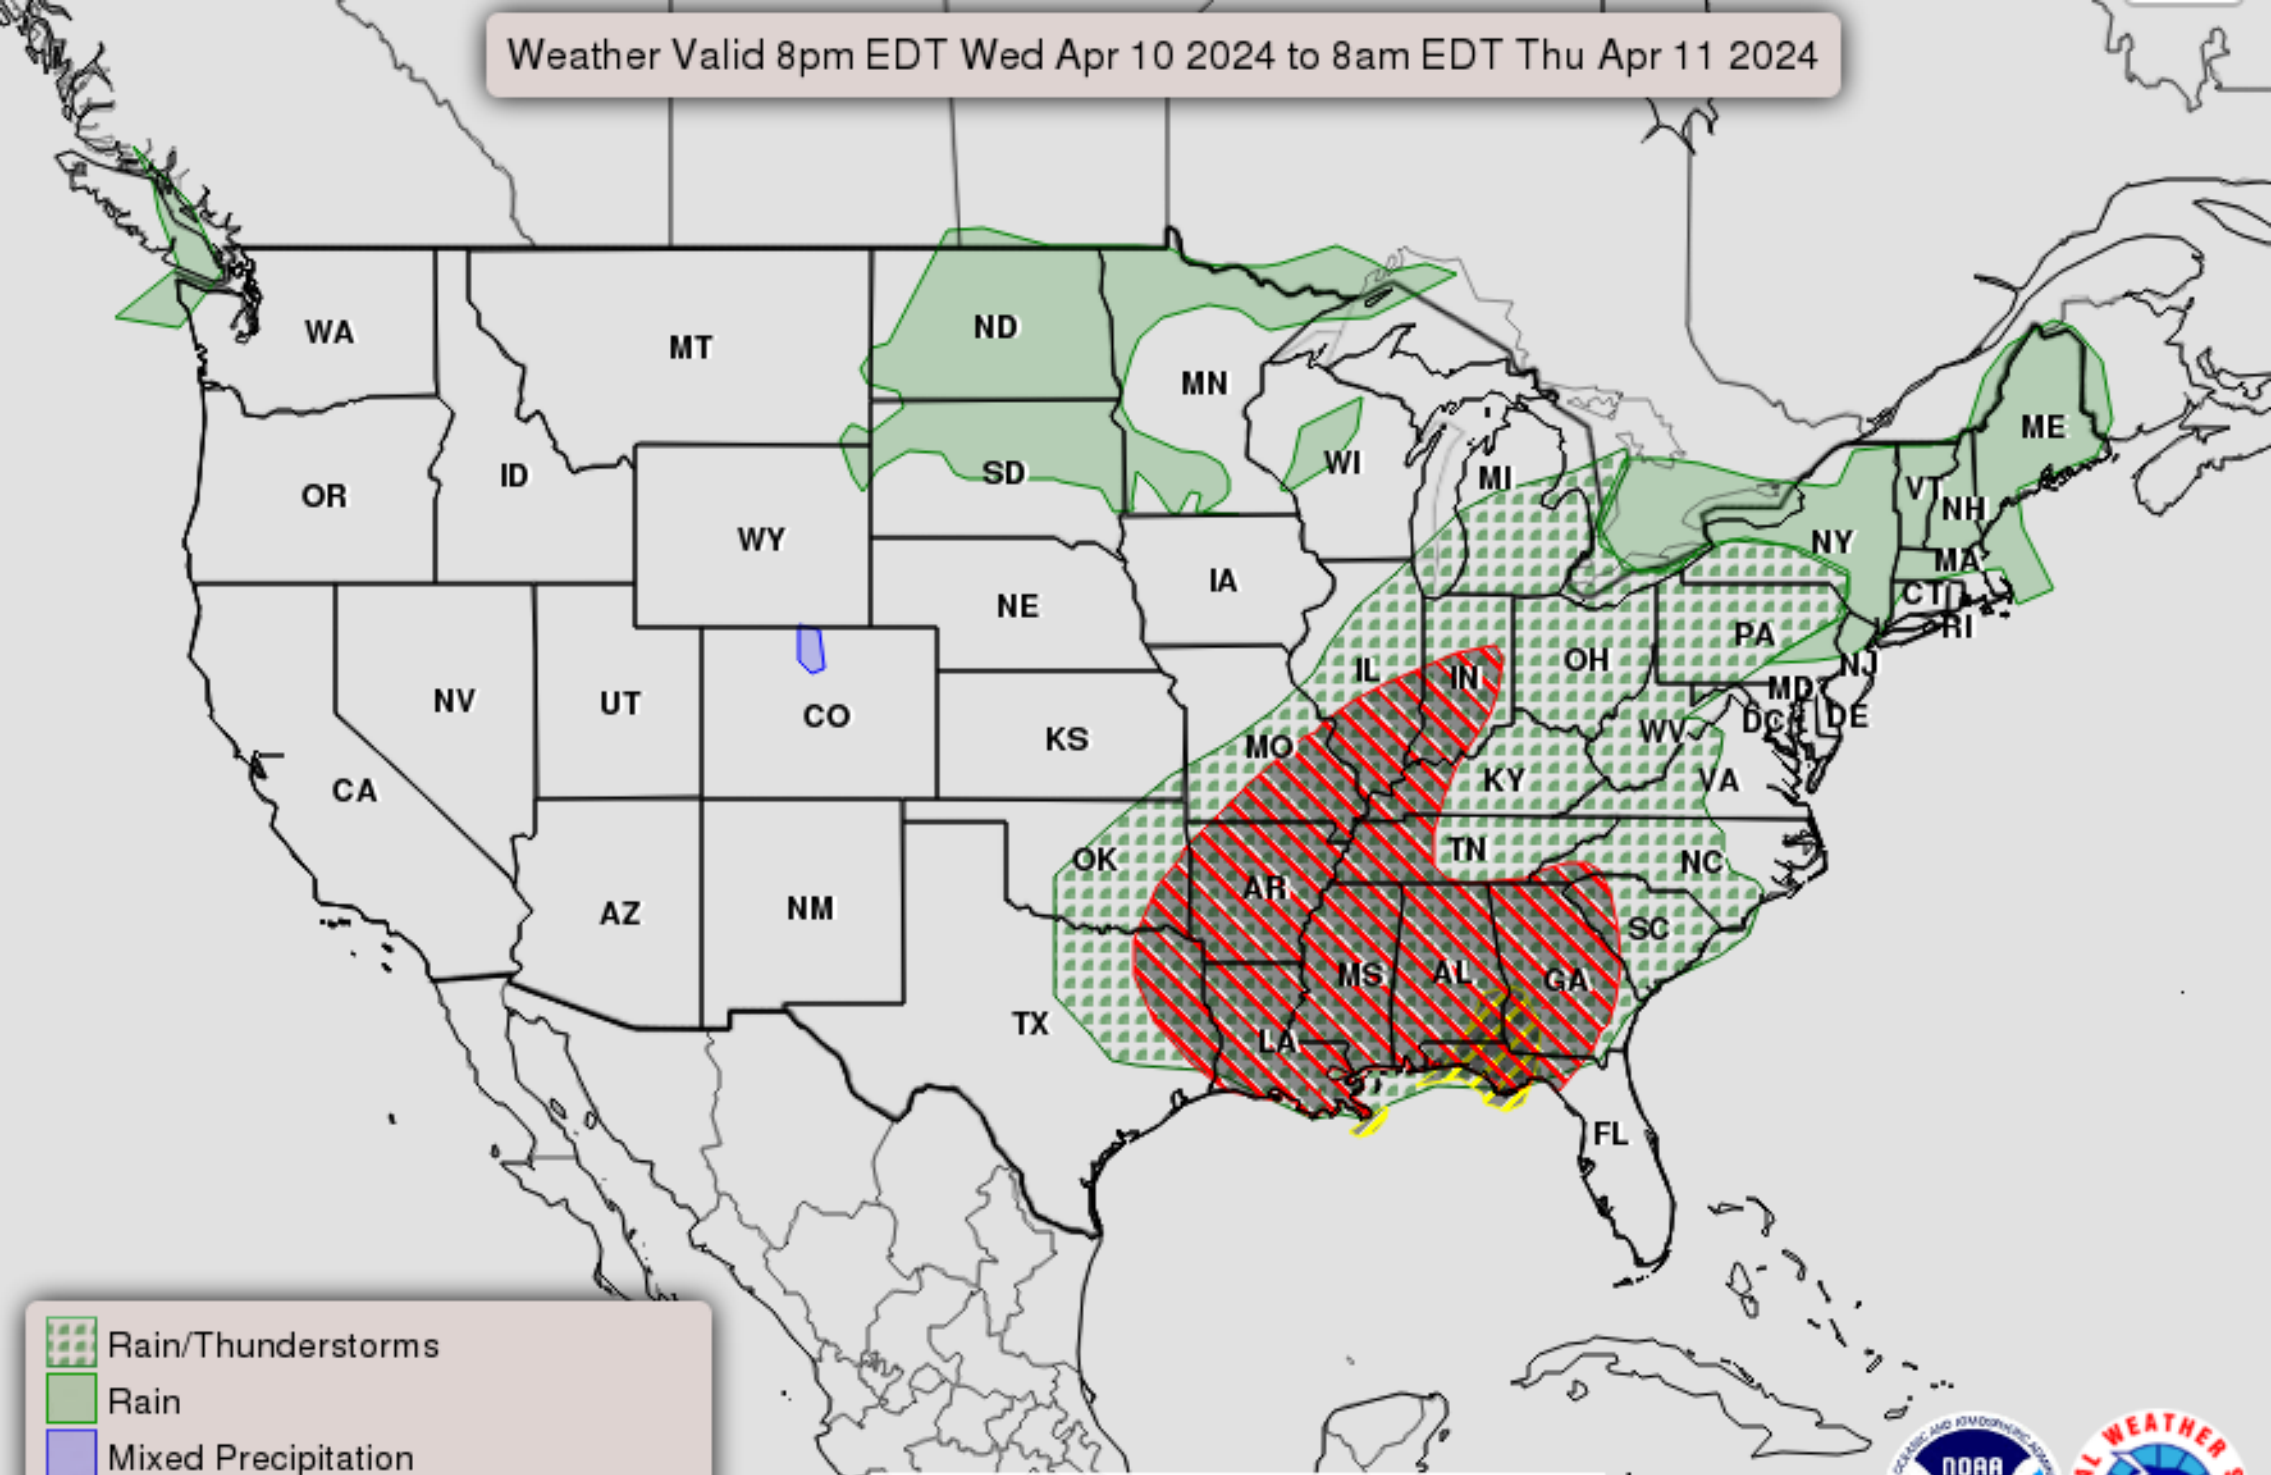 Weather Valid 8pm EDT Wed Apr 10 2024 to 8am EDT Thu Apr 11 2024
WA
MT
ND
MN
ME
OR
ID
SD
WI
MI
VT
NH
WY
NY
MA
IA
NE
CT
RI
NV
UT
CO
KS
MO
IL
IN
OH
PA
NJ
MD
DE
DC
WV
CA
KY
VA
OK
TN
NC
AZ
NM
AR
SC
TX
MS
AL
GA
LA
FL
Rain/Thunderstorms
Rain
Mixed Precipitation
NOAA
WEATHER